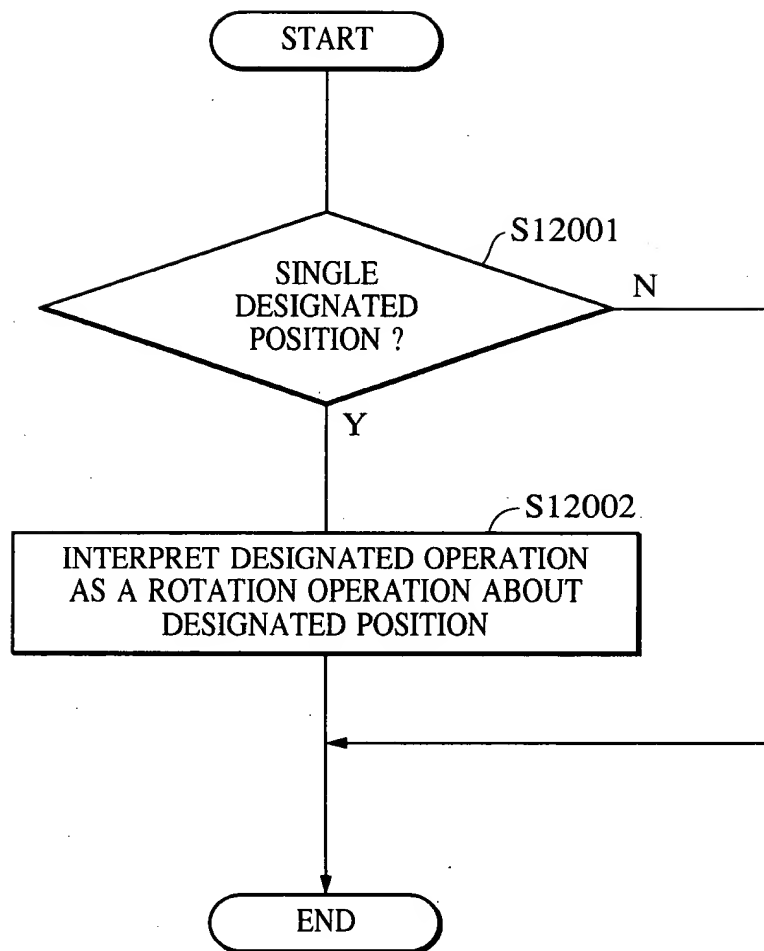 START
S12001
SINGLE
DESIGNATED
POSITION ?
N
Y
S12002
INTERPRET DESIGNATED OPERATION
AS A ROTATION OPERATION ABOUT
DESIGNATED POSITION
END